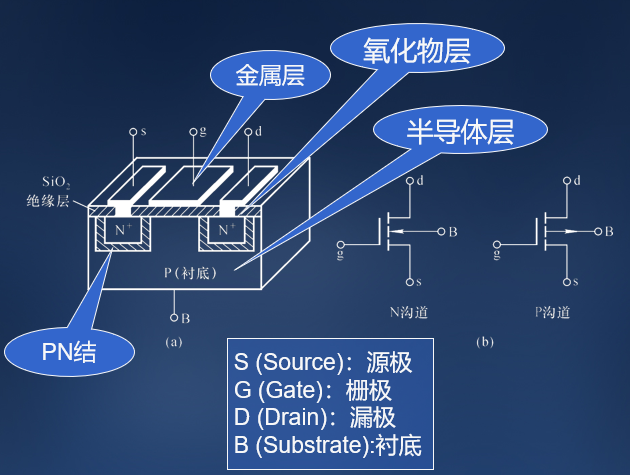 氧化物层
金属层
半导体层
s
g
d
SiO₂
绝缘层
N⁺
N⁺
P(衬底)
B
(a)
PN结
d
B
g
s
N沟道
d
B
g
s
P沟道
(b)
S (Source)：源极
G (Gate)：栅极
D (Drain)：漏极
B (Substrate):衬底